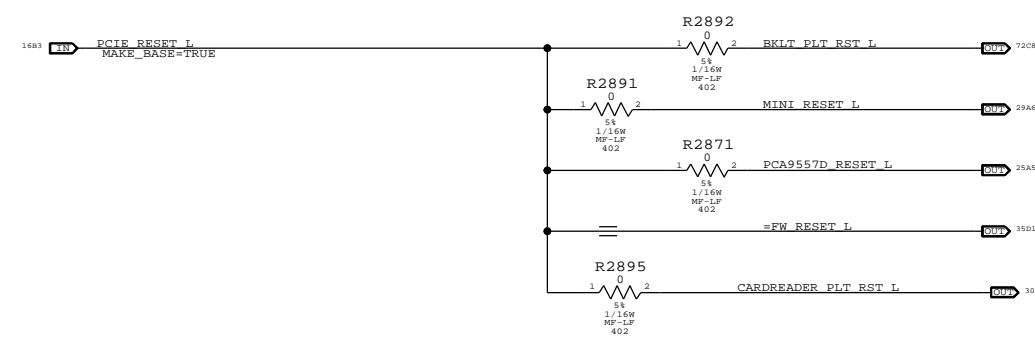 R2892
0
16B3 IN PCIE_RESET_L 1 2 BKLT_PLT_RST_L OUT 72C8
MAKE_BASE=TRUE
5%
1/16W
MF-LF
402
R2891
0
1 2 MINI_RESET_L OUT 29A6
5%
1/16W
MF-LF
402
R2871
0
1 2 PCA9557D_RESET_L OUT 25A5
5%
1/16W
MF-LF
402
=FW_RESET_L OUT 35D1
R2895
0
1 2 CARDREADER_PLT_RST_L OUT 30
5%
1/16W
MF-LF
402